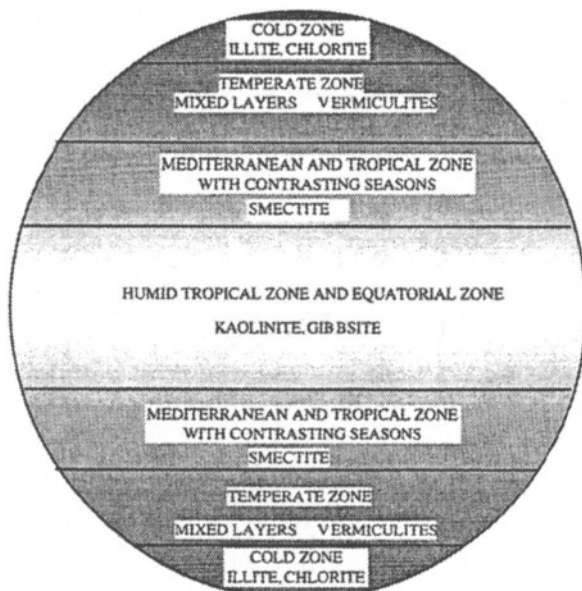 COLD ZONE
ILLITE, CHLORITE
TEMPERATE ZONE
MIXED LAYERS VERMICULITES
MEDITERRANEAN AND TROPICAL ZONE
WITH CONTRASTING SEASONS
SMECTITE
HUMID TROPICAL ZONE AND EQUATORIAL ZONE
KAOLINITE, GIBBSITE
MEDITERRANEAN AND TROPICAL ZONE
WITH CONTRASTING SEASONS
SMECTITE
TEMPERATE ZONE
MIXED LAYERS VERMICULITES
COLD ZONE
ILLITE, CHLORITE